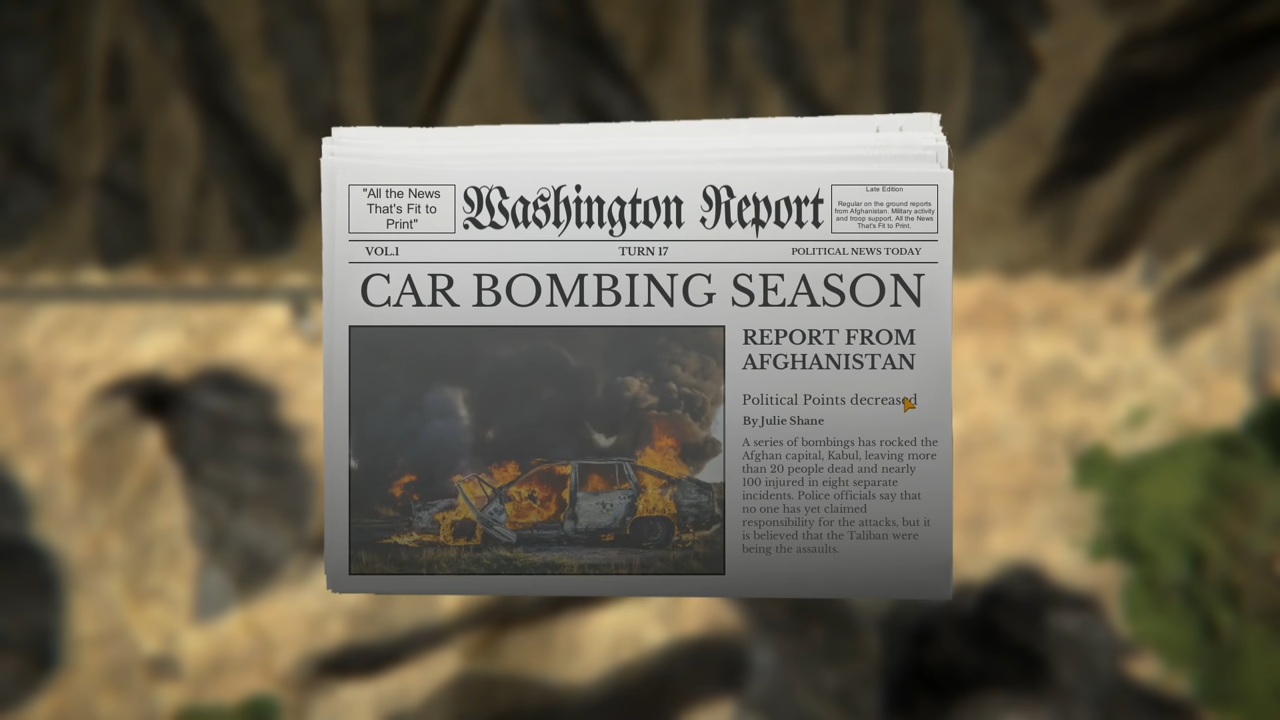 "All the News
That's Fit to
Print"
Washington Report
Late Edition
Regular on the ground reports
from Afghanistan. Military activity
and troop support. All the News
That's Fit to Print.
VOL.1
TURN 17
POLITICAL NEWS TODAY
CAR BOMBING SEASON
REPORT FROM
AFGHANISTAN
Political Points decreased
By Julie Shane
A series of bombings has rocked the
Afghan capital, Kabul, leaving more
than 20 people dead and nearly
100 injured in eight separate
incidents. Police officials say that
no one has yet claimed
responsibility for the attacks, but it
is believed that the Taliban were
being the assaults.